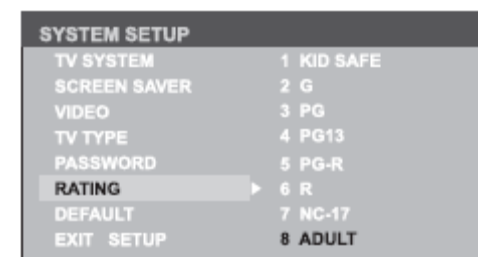 SYSTEM SETUP
TV SYSTEM 1 KID SAFE
SCREEN SAVER 2 G
VIDEO 3 PG
TV TYPE 4 PG13
PASSWORD 5 PG-R
RATING 6 R
DEFAULT 7 NC-17
EXIT SETUP 8 ADULT